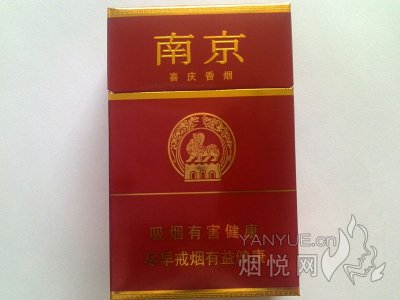 南京
喜庆香烟
吸烟有害健康
尽早戒烟有益健康
YANYUE.cn
烟悦网